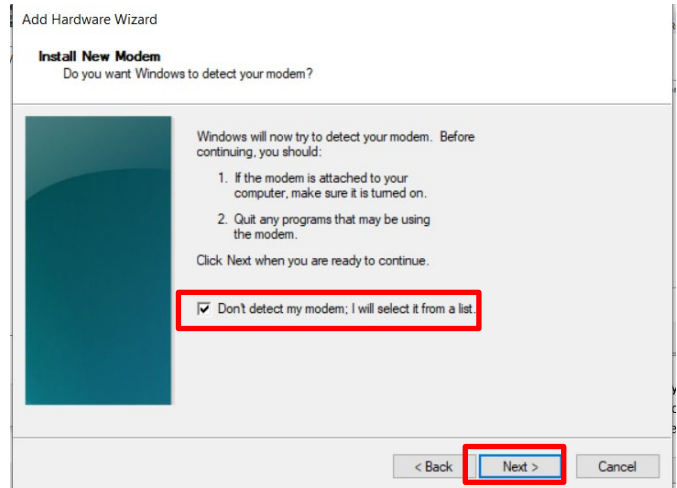 Add Hardware Wizard
Install New Modem
Do you want Windows to detect your modem?
Windows will now try to detect your modem. Before
continuing, you should:
1. If the modem is attached to your
computer, make sure it is turned on.
2. Quit any programs that may be using
the modem.
Click Next when you are ready to continue.
Don't detect my modem; I will select it from a list.
< Back Next > Cancel